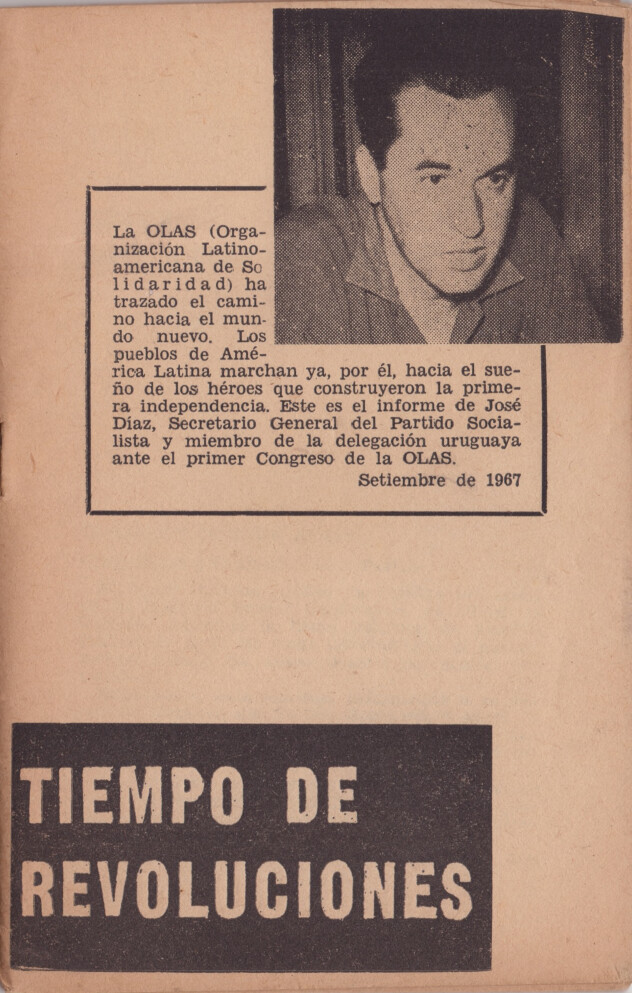 La OLAS (Orga-
nización Latino-
americana de So
lidaridad) ha
trazado el cami-
no hacia el mun-
do nuevo. Los
pueblos de Amé-
rica Latina marchan ya, por él, hacia el sue-
ño de los héroes que construyeron la prime-
ra independencia. Este es el informe de José
Díaz, Secretario General del Partido Socia-
lista y miembro de la delegación uruguaya
ante el primer Congreso de la OLAS.
Setiembre de 1967
TIEMPO DE
REVOLUCIONES